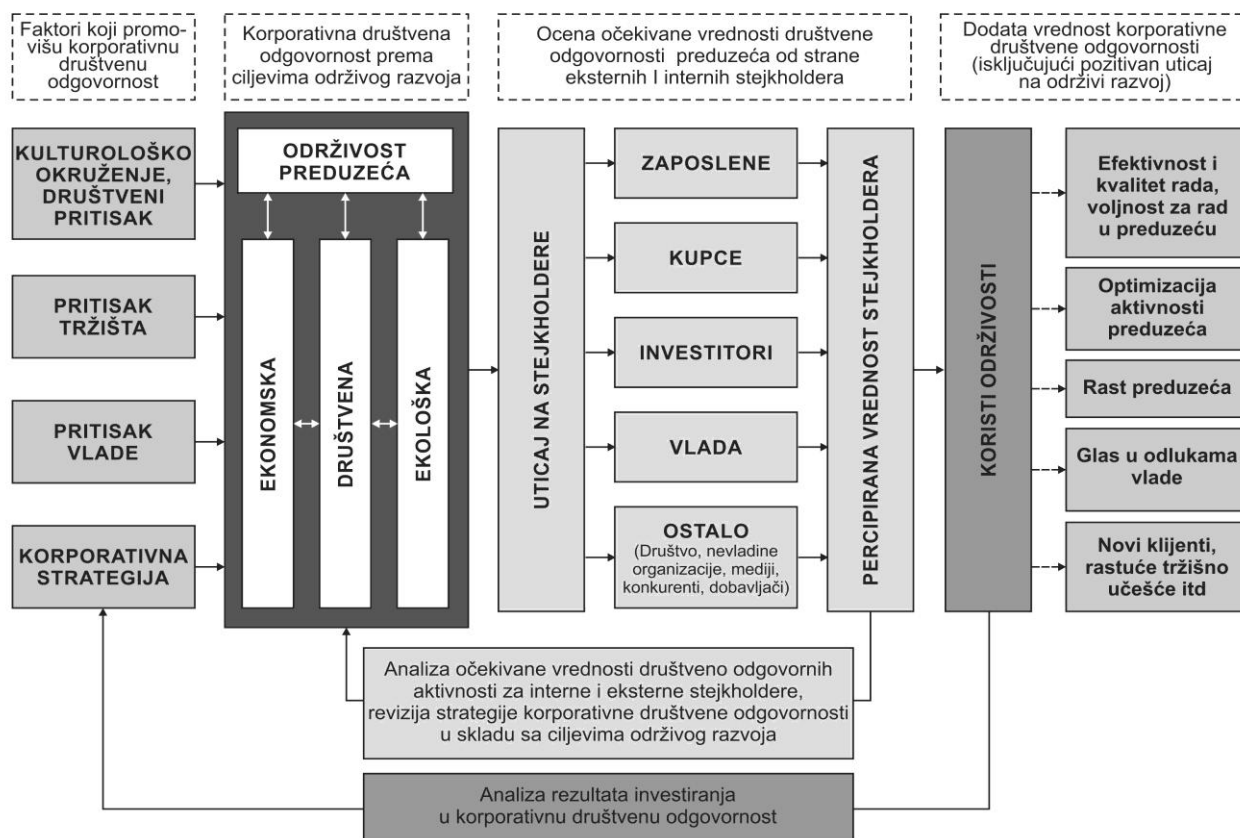 Faktori koji promo-
višu korporativnu
društvenu
odgovornost
Korporativna društvena
odgovornost prema
ciljevima održivog
razvoja
Ocena očekivane vrednosti društvene
odgovornosti preduzeća od strane
eksternih I internih stejkholdera
Dodata vrednost korporativne
društvene odgovornosti
(isključujući pozitivan uticaj
na održivi razvoj)
KULTUROLOŠKO
OKRUŽENJE,
DRUŠTVENI
PRITISAK
PRITISAK
TRŽIŠTA
PRITISAK
VLADE
KORPORATIVNA
STRATEGIJA
ODRŽIVOST
PREDUZEĆA
EKONOMSKA
DRUŠTVENA
EKOLOŠKA
UTICAJ NA STEJKHOLDERE
ZAPOSLENE
KUPCE
INVESTITORI
VLADA
OSTALO
(Društvo, nevladine
organizacije, mediji,
konkurenti, dobavljači)
PERCIPIRANA VREDNOST STEJKHOLDERA
KORISTI ODRŽIVOSTI
Efektivnost i
kvalitet rada,
voljnost za rad
u preduzeću
Optimizacija
aktivnosti
preduzeća
Rast preduzeća
Glas u odlukama
vlade
Novi klijenti,
rastuće tržišno
učešće itd
Analiza očekivane vrednosti društveno odgovornih
aktivnosti za interne i eksterne stejkholdere,
revizija strategije korporativne društvene odgovornosti
u skladu sa ciljevima održivog razvoja
Analiza rezultata investiranja
u korporativnu društvenu odgovornost